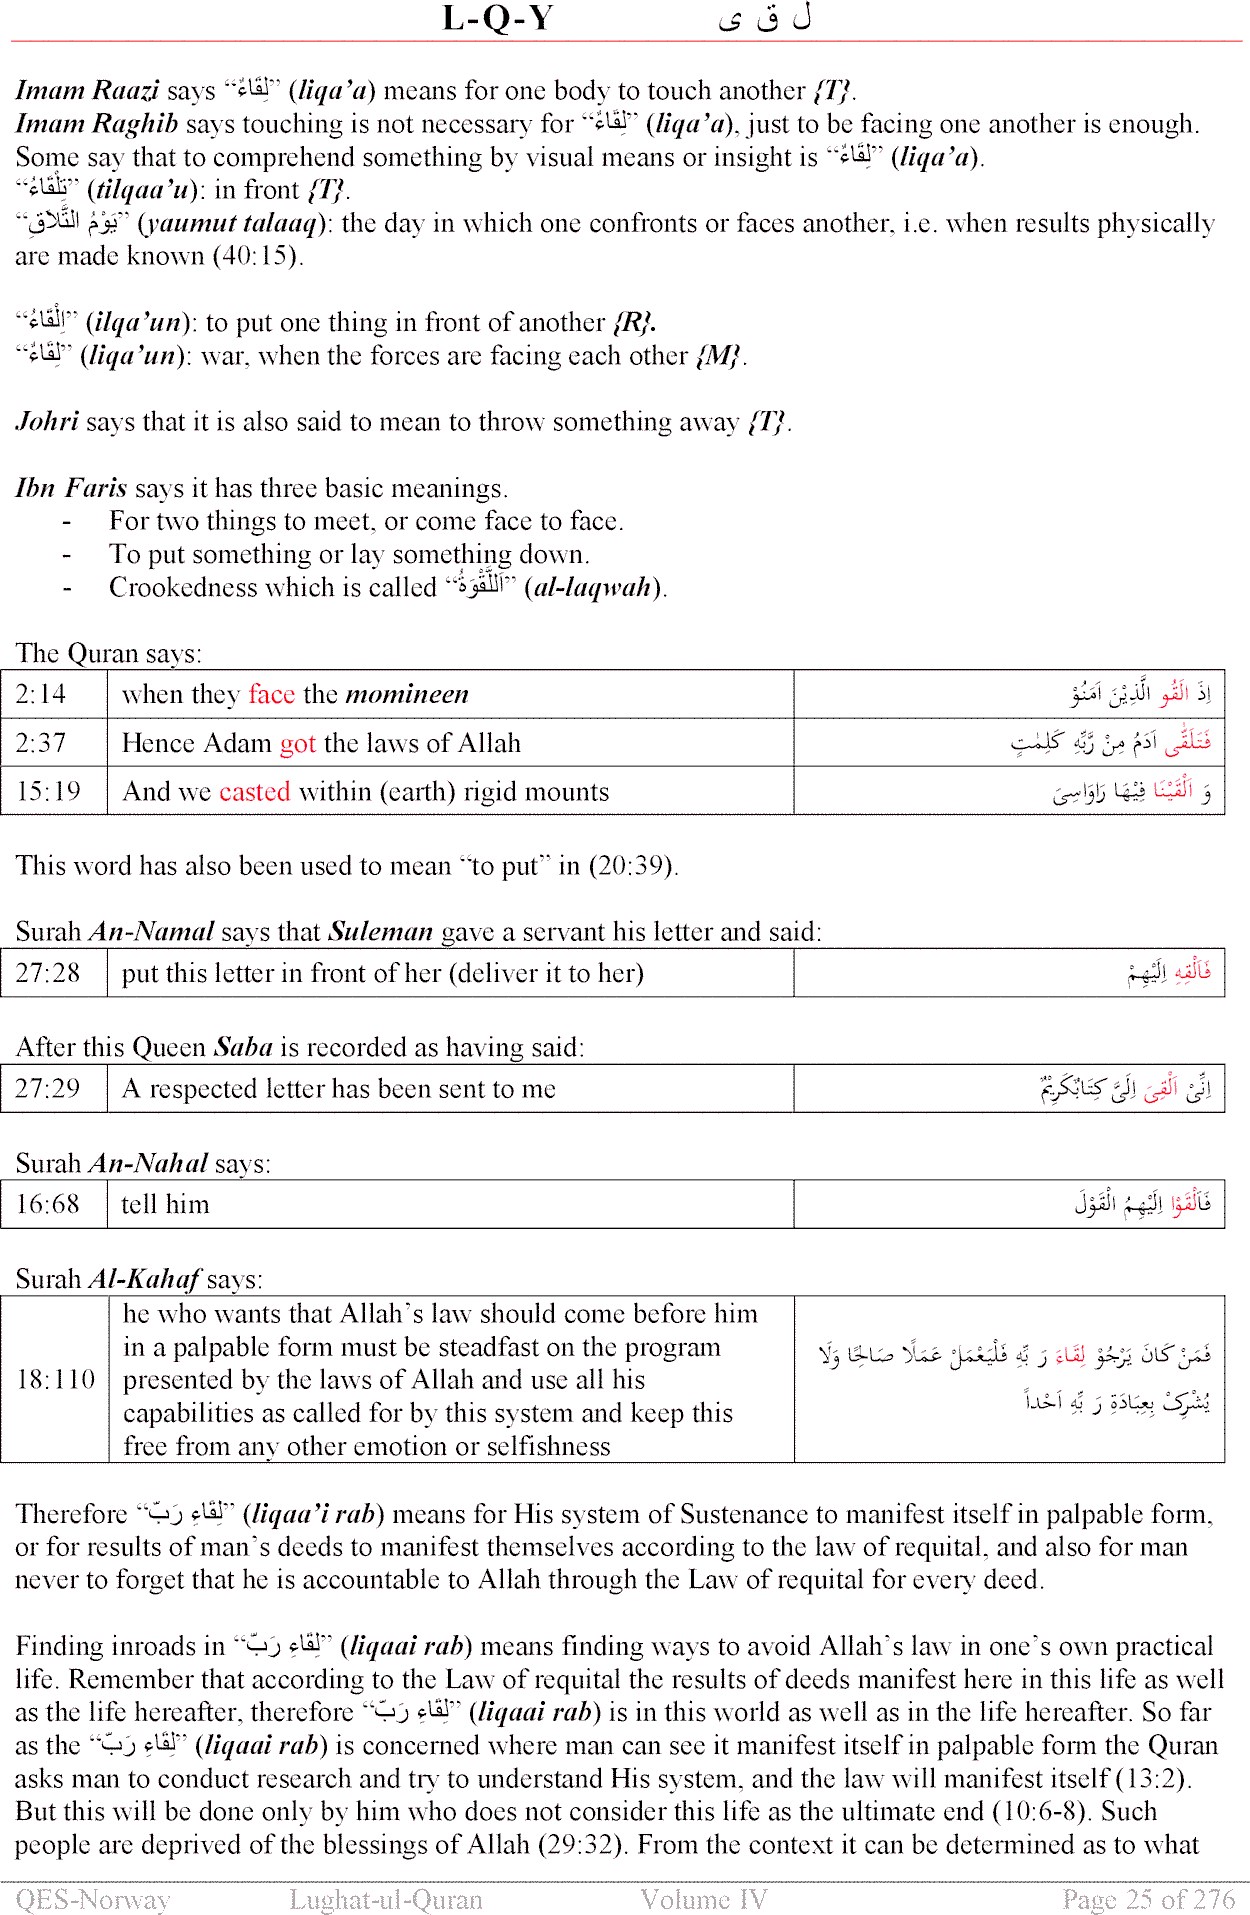 L-Q-Y ل ق ی
Imam Raazi says “لِقَاءٌ” (liqa’a) means for one body to touch another {T}.
Imam Raghib says touching is not necessary for “لِقَاءٌ” (liqa’a), just to be facing one another is enough.
Some say that to comprehend something by visual means or insight is “لِقَاءٌ” (liqa’a).
“تِلْقَاءُ” (tilqaa’u): in front {T}.
“يَوْمُ التَّلَاقِ” (yaumut talaaq): the day in which one confronts or faces another, i.e. when results physically
are made known (40:15).
“اِلْقَاءُ” (ilqa’un): to put one thing in front of another {R}.
“لِقَاءٌ” (liqa’un): war, when the forces are facing each other {M}.
Johri says that it is also said to mean to throw something away {T}.
Ibn Faris says it has three basic meanings.
- For two things to meet, or come face to face.
- To put something or lay something down.
- Crookedness which is called “اَللَّقْوَةُ” (al-laqwah).
The Quran says:
2:14 when they face the momineen اِذَ الَقُو الَّذِيْنَ اٰمَنُوْ
2:37 Hence Adam got the laws of Allah فَتَلَقّٰى اٰدَمُ مِنْ رَّبِّهٖ كَلِمٰتٍ
15:19 And we casted within (earth) rigid mounts وَ اَلْقَيْنَا فِيْهَا رَاوَاسِىَ
This word has also been used to mean “to put” in (20:39).
Surah An-Namal says that Suleman gave a servant his letter and said:
27:28 put this letter in front of her (deliver it to her) فَاَلْقِهِ اِلَيْهِمْ
After this Queen Saba is recorded as having said:
27:29 A respected letter has been sent to me اِنِّىْ اَلْقِىَ اِلَىَّ كِتَابٌكَرِيْمٌ
Surah An-Nahal says:
16:68 tell him فَاَلْقَوْا اِلَيْهِمُ الْقَوْلَ
Surah Al-Kahaf says:
18:110 he who wants that Allah’s law should come before him
in a palpable form must be steadfast on the program
presented by the laws of Allah and use all his
capabilities as called for by this system and keep this
free from any other emotion or selfishness
فَمَنْ كَانَ يَرْجُوْ لِقَاءَ رَ بِّهٖ فَلْيَعْمَلْ عَمَلًا صَالِحًا وَلَا
يُشْرِكْ بِعِبَادَةِ رَ بِّهٖ اَحْداً
Therefore “لِقَاءِ رَبّ” (liqaa’i rab) means for His system of Sustenance to manifest itself in palpable form,
or for results of man’s deeds to manifest themselves according to the law of requital, and also for man
never to forget that he is accountable to Allah through the Law of requital for every deed.
Finding inroads in “لِقَاءِ رَبّ” (liqaai rab) means finding ways to avoid Allah’s law in one’s own practical
life. Remember that according to the Law of requital the results of deeds manifest here in this life as well
as the life hereafter, therefore “لِقَاءِ رَبّ” (liqaai rab) is in this world as well as in the life hereafter. So far
as the “لِقَاءِ رَبّ” (liqaai rab) is concerned where man can see it manifest itself in palpable form the Quran
asks man to conduct research and try to understand His system, and the law will manifest itself (13:2).
But this will be done only by him who does not consider this life as the ultimate end (10:6-8). Such
people are deprived of the blessings of Allah (29:32). From the context it can be determined as to what
QES-Norway Lughat-ul-Quran Volume IV Page 25 of 276